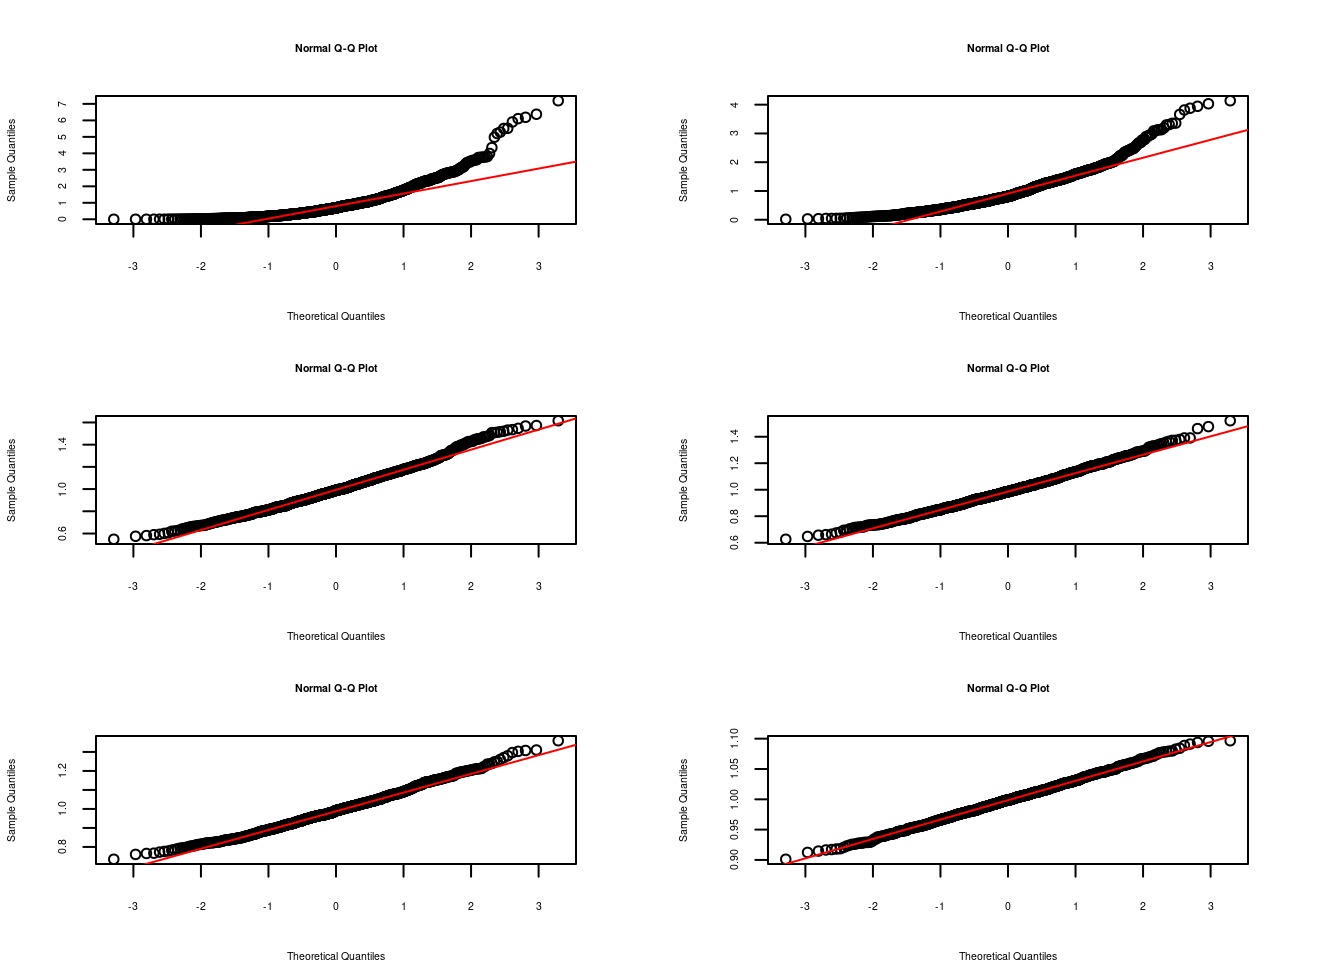 Normal Q-Q Plot
Sample Quantiles
0 1 2 3 4 5 6 7
-3 -2 -1 0 1 2 3
Theoretical Quantiles
Normal Q-Q Plot
Sample Quantiles
0 1 2 3 4
-3 -2 -1 0 1 2 3
Theoretical Quantiles
Normal Q-Q Plot
Sample Quantiles
0.6 1.0 1.4
-3 -2 -1 0 1 2 3
Theoretical Quantiles
Normal Q-Q Plot
Sample Quantiles
0.6 0.8 1.0 1.2 1.4
-3 -2 -1 0 1 2 3
Theoretical Quantiles
Normal Q-Q Plot
Sample Quantiles
0.8 1.0 1.2
-3 -2 -1 0 1 2 3
Theoretical Quantiles
Normal Q-Q Plot
Sample Quantiles
0.90 0.95 1.00 1.05 1.10
-3 -2 -1 0 1 2 3
Theoretical Quantiles